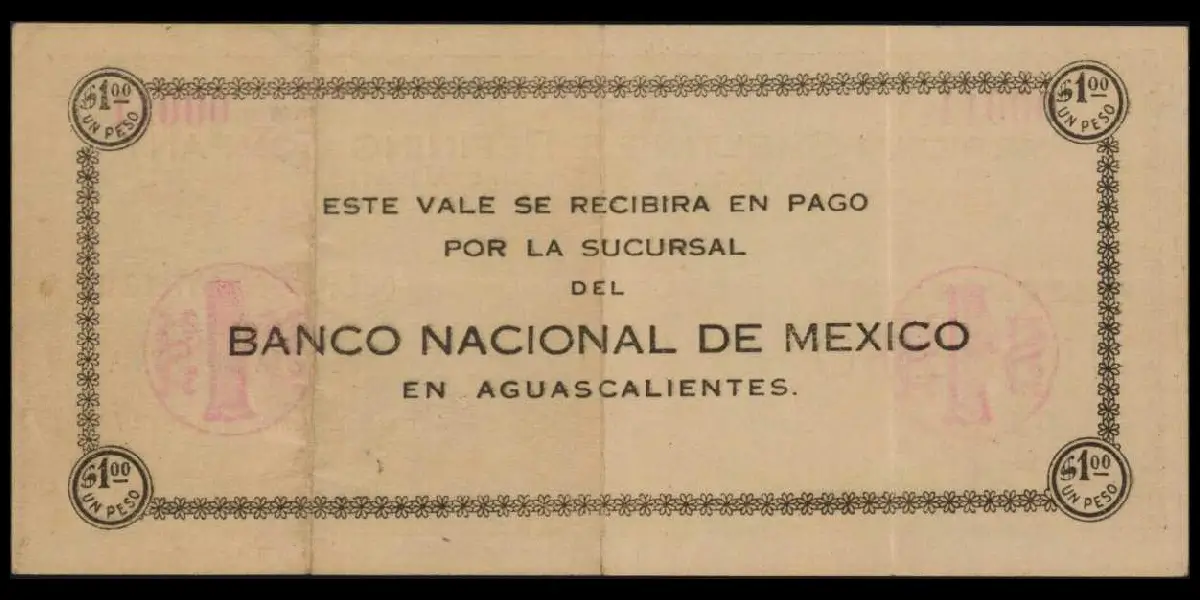 $1.00 $1.00
UN PESO UN PESO
ESTE VALE SE RECIBIRA EN PAGO
POR LA SUCURSAL
DEL
BANCO NACIONAL DE MEXICO
EN AGUASCALIENTES.
$1.00 $1.00
UN PESO UN PESO